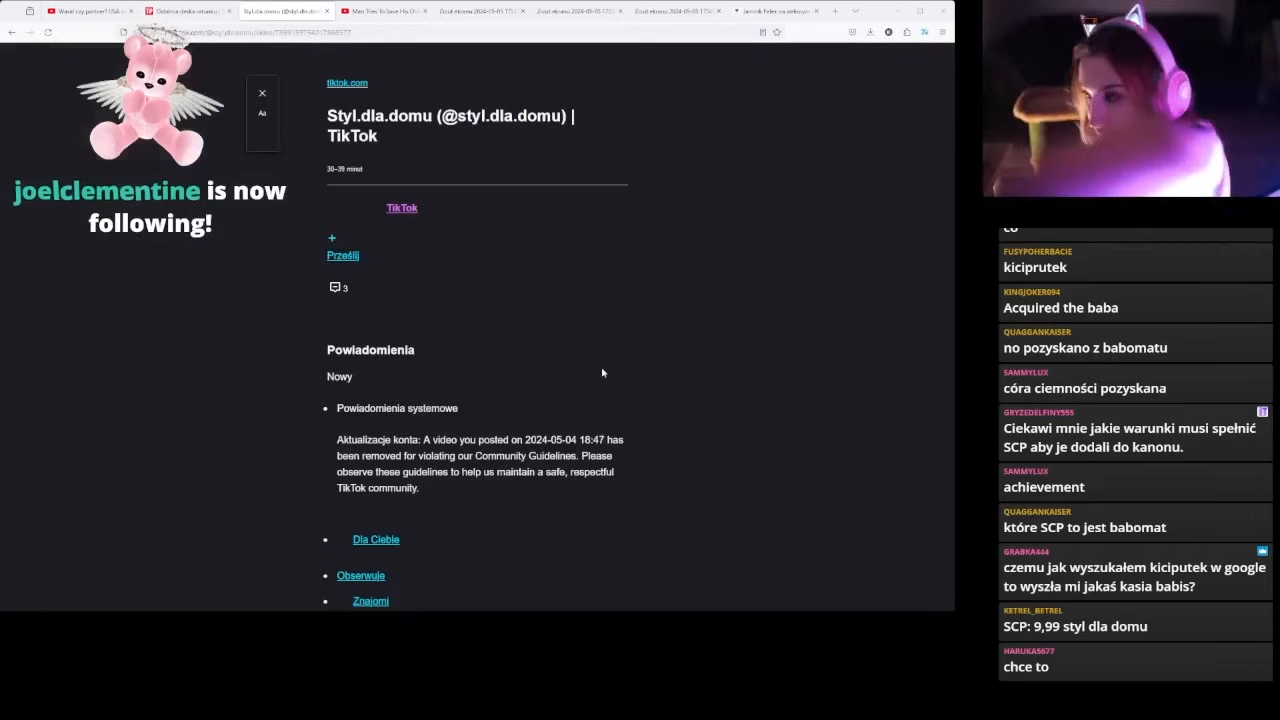 tiktok.com
Styl.dla.domu (@styl.dla.domu) |
TikTok
30–39 minut
TikTok
+
Prześlij
3
Powiadomienia
Nowy
Powiadomienia systemowe
Aktualizacje konta: A video you posted on 2024-05-04 18:47 has
been removed for violating our Community Guidelines. Please
observe these guidelines to help us maintain a safe, respectful
TikTok community.
Dla Ciebie
Obserwuję
Znajomi
Aa
joelclementine is now
following!
co
FUSYPOHERBACIE
kiciprutek
KINGJOKER094
Acquired the baba
QUAGGANKAISER
no pozyskano z babomatu
SAMMYLUX
córa ciemności pozyskana
GRYZEDELFINY555
Ciekawi mnie jakie warunki musi spełnić
SCP aby je dodali do kanonu.
SAMMYLUX
achievement
QUAGGANKAISER
które SCP to jest babomat
GRABKA444
czemu jak wyszukałem kiciputek w google
to wyszła mi jakaś kasia babis?
KETREL_BETREL
SCP: 9,99 styl dla domu
HARUKA5677
chce to